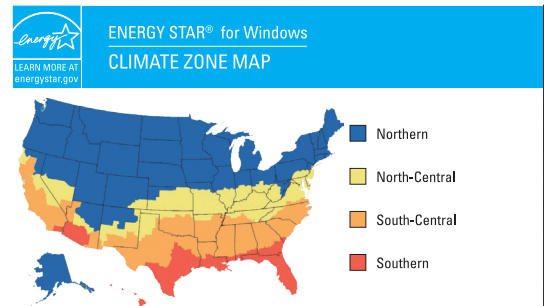 energy
LEARN MORE AT
energystar.gov
ENERGY STAR® for Windows
CLIMATE ZONE MAP
Northern
North-Central
South-Central
Southern